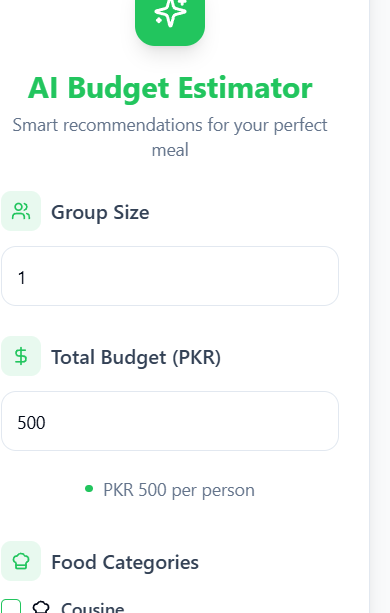 AI Budget Estimator
Smart recommendations for your perfect
meal
Group Size
1
Total Budget (PKR)
500
PKR 500 per person
Food Categories
Cousine